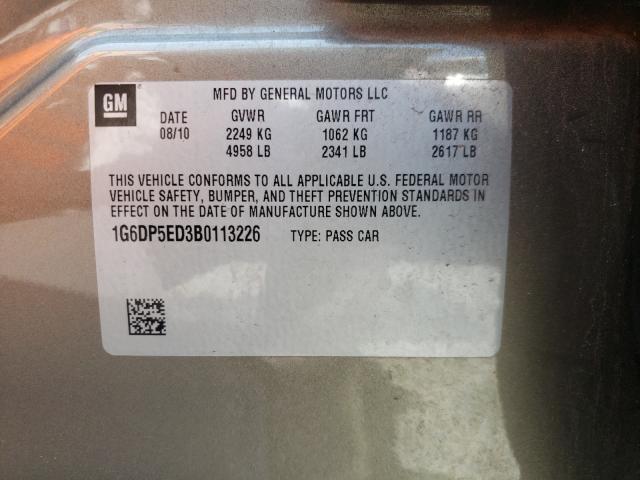 GM
MFD BY GENERAL MOTORS LLC
DATE GVWR GAWR FRT GAWR RR
08/10 2249 KG 1062 KG 1187 KG
4958 LB 2341 LB 2617 LB
THIS VEHICLE CONFORMS TO ALL APPLICABLE U.S. FEDERAL MOTOR
VEHICLE SAFETY, BUMPER, AND THEFT PREVENTION STANDARDS IN
EFFECT ON THE DATE OF MANUFACTURE SHOWN ABOVE.
1G6DP5ED3B0113226 TYPE: PASS CAR